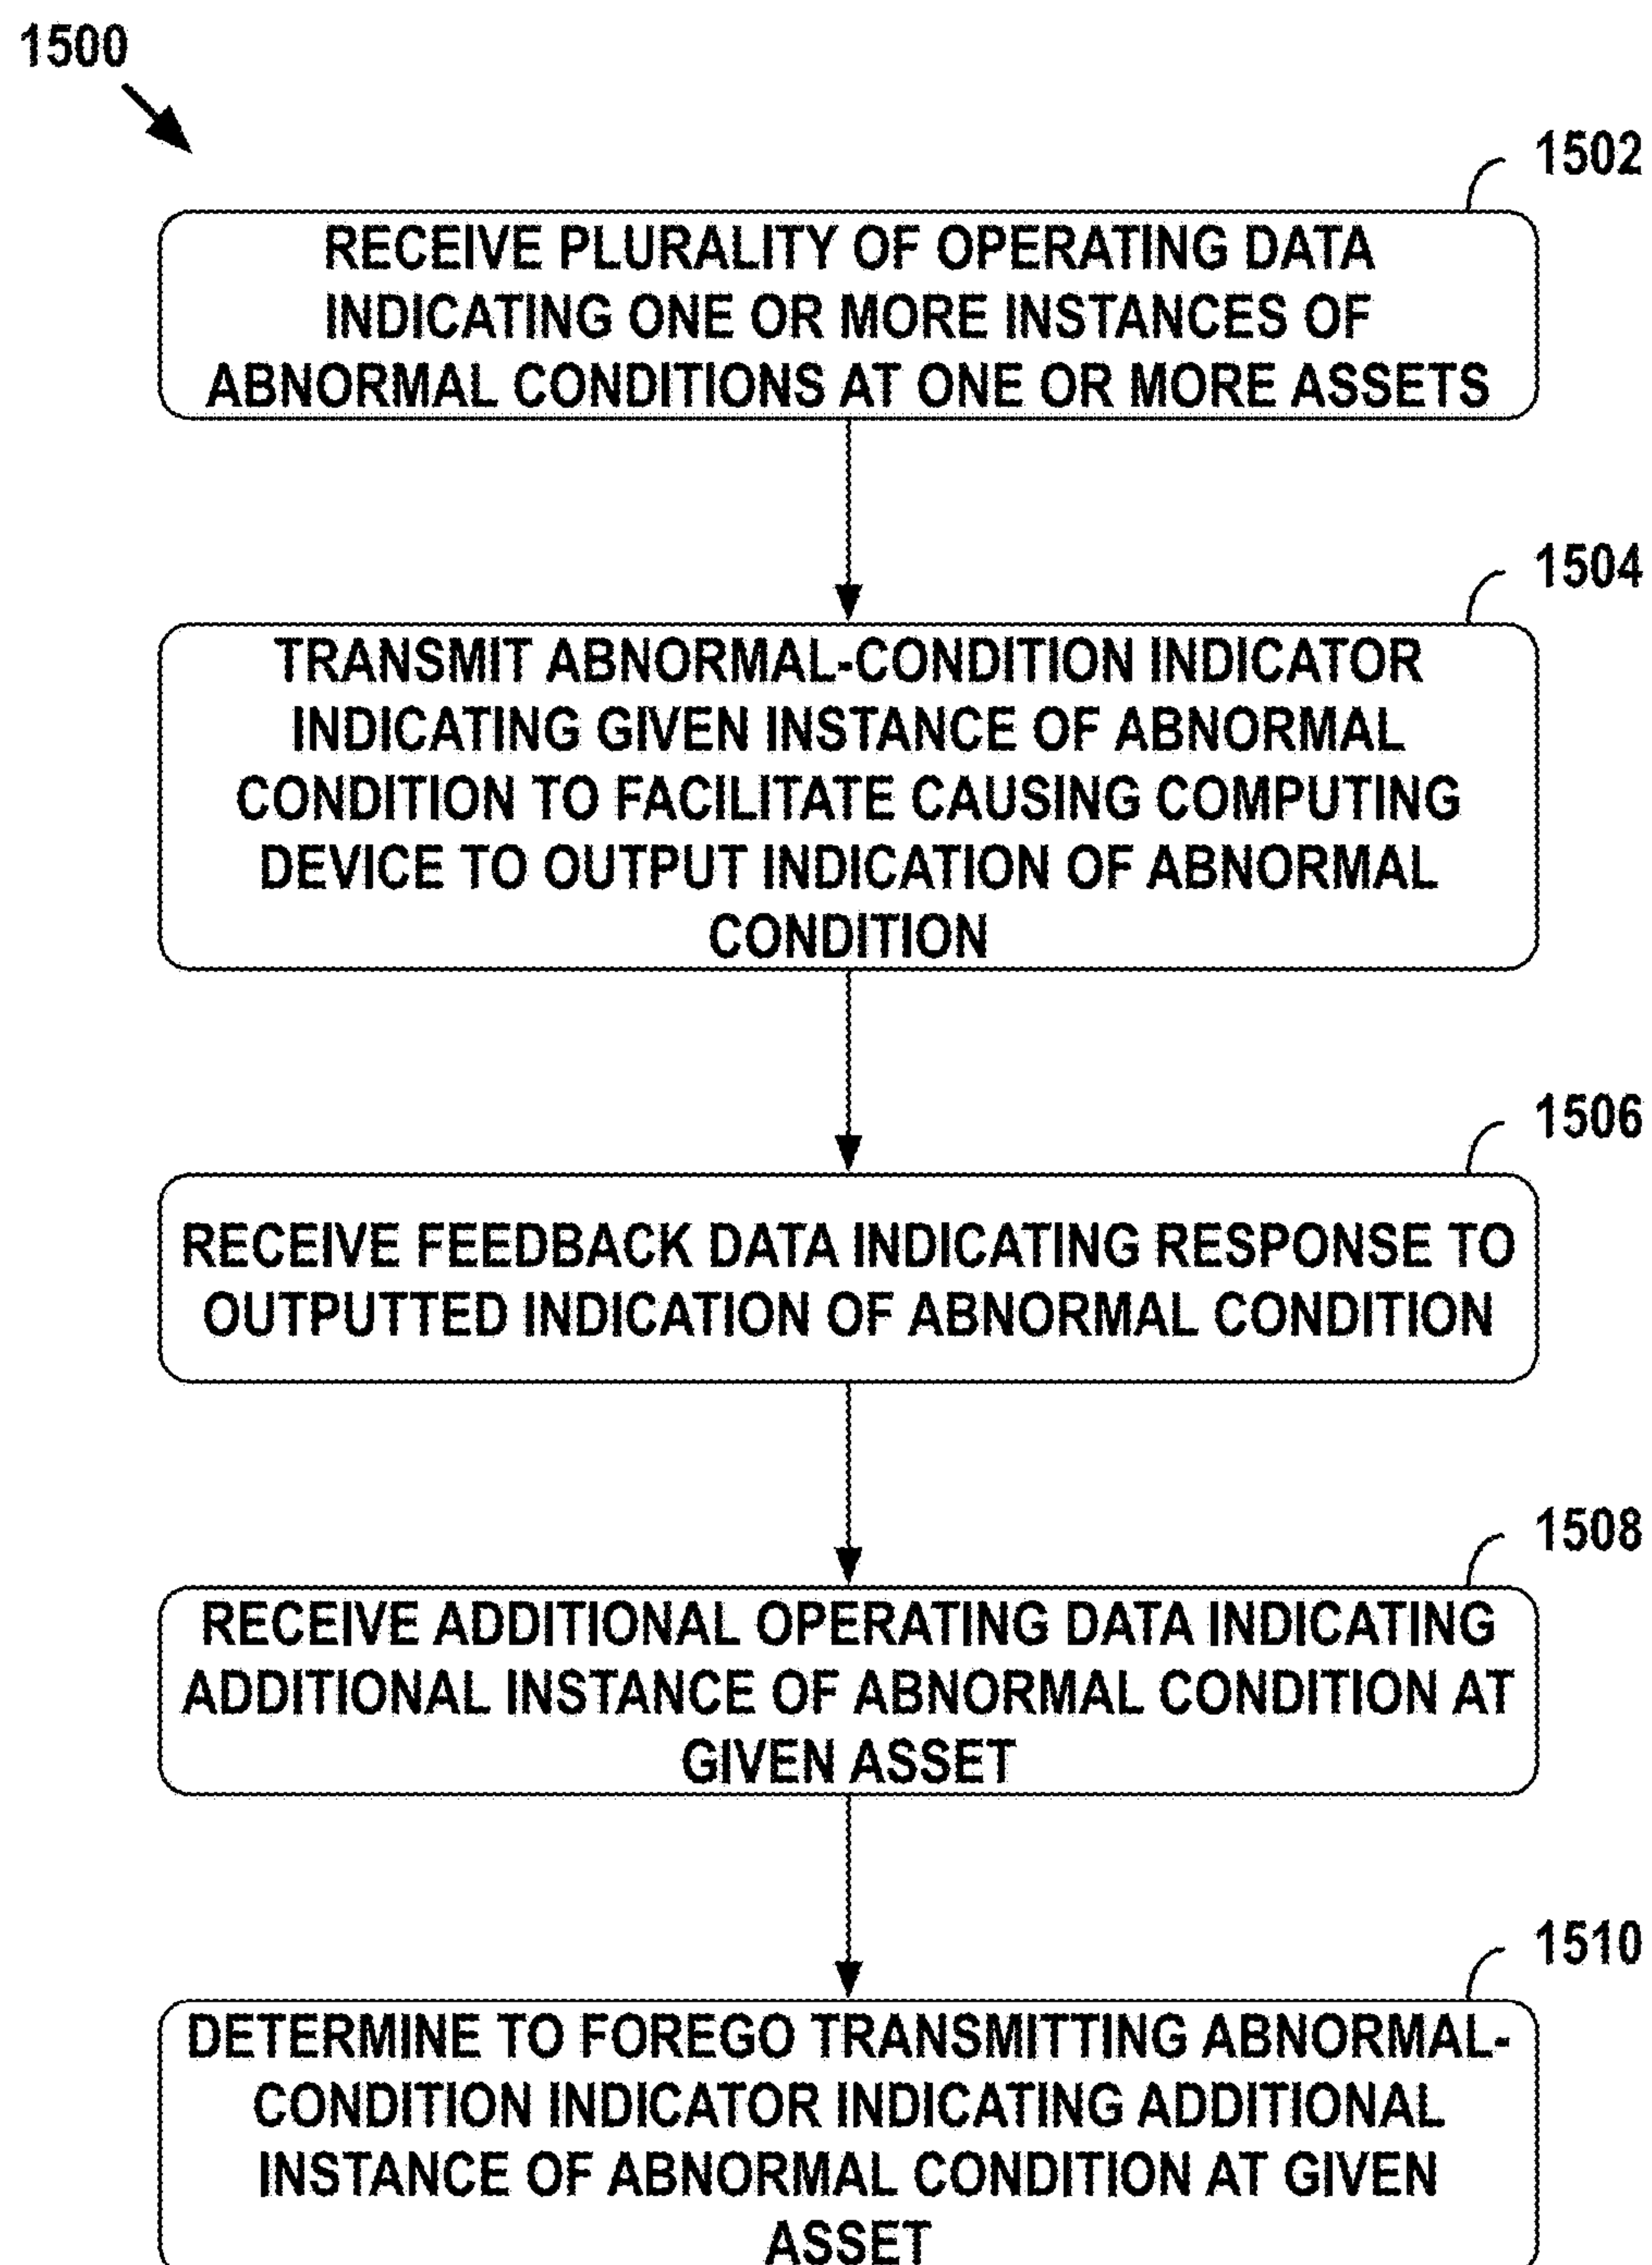 1500
1502
RECEIVE PLURALITY OF OPERATING DATA
INDICATING ONE OR MORE INSTANCES OF
ABNORMAL CONDITIONS AT ONE OR MORE ASSETS
1504
TRANSMIT ABNORMAL-CONDITION INDICATOR
INDICATING GIVEN INSTANCE OF ABNORMAL
CONDITION TO FACILITATE CAUSING COMPUTING
DEVICE TO OUTPUT INDICATION OF ABNORMAL
CONDITION
1506
RECEIVE FEEDBACK DATA INDICATING RESPONSE TO
OUTPUTTED INDICATION OF ABNORMAL CONDITION
1508
RECEIVE ADDITIONAL OPERATING DATA INDICATING
ADDITIONAL INSTANCE OF ABNORMAL CONDITION AT
GIVEN ASSET
1510
DETERMINE TO FOREGO TRANSMITTING ABNORMAL-
CONDITION INDICATOR INDICATING ADDITIONAL
INSTANCE OF ABNORMAL CONDITION AT GIVEN
ASSET